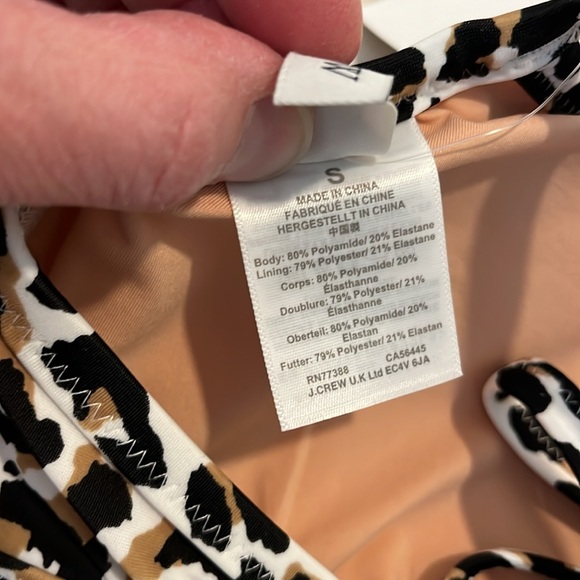 S
MADE IN CHINA
FABRIQUÉ EN CHINE
HERGESTELLT IN CHINA
中国製
Body: 80% Polyamide/ 20% Elastane
Lining: 79% Polyester/ 21% Elastane
Corps: 80% Polyamide/ 20%
Élasthanne
Doublure: 79% Polyester/ 21%
Élasthanne
Oberteil: 80% Polyamid/ 20%
Elastan
Futter: 79% Polyester/ 21% Elastan
RN77388 CA56445
J.CREW U.K Ltd EC4V 6JA